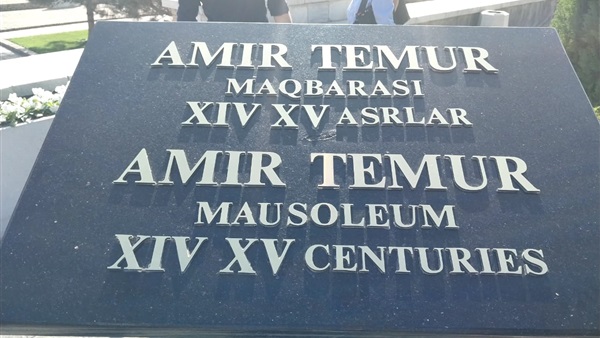 AMIR TEMUR
MAQBARASI
XIV XV ASRLAR
AMIR TEMUR
MAUSOLEUM
XIV XV CENTURIES